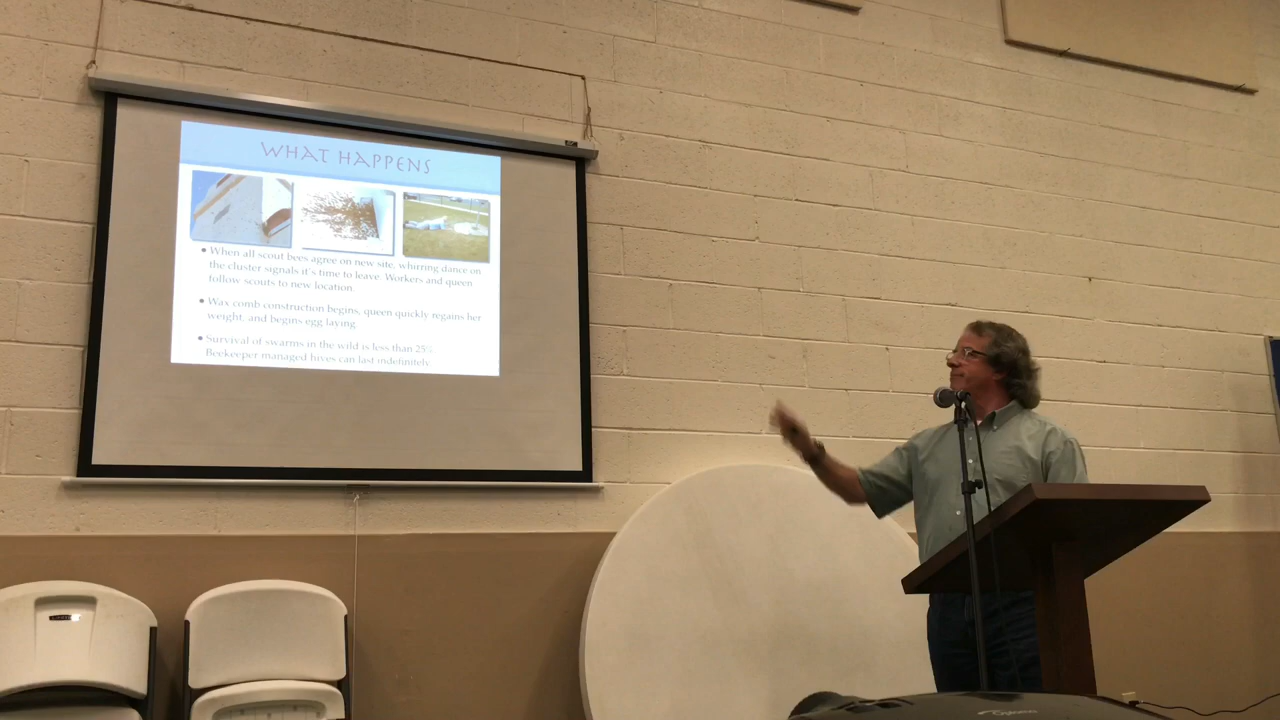 WHAT HAPPENS
• When all scout bees agree on new site, whirring dance on
the cluster signals it's time to leave. Workers and queen
follow scouts to new location.
• Wax comb construction begins, queen quickly regains her
weight, and begins egg laying.
• Survival of swarms in the wild is less than 25%.
Beekeeper managed hives can last indefinitely.
Optoma